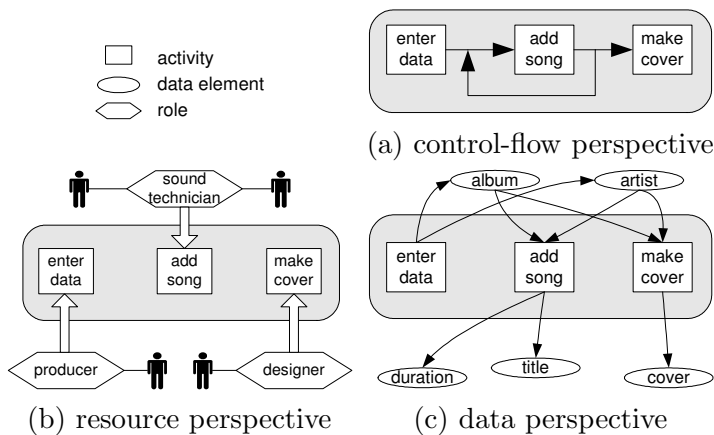 activity
data element
role
enter
data
add
song
make
cover
(a) control-flow perspective
sound
technician
enter
data
add
song
make
cover
producer
designer
(b) resource perspective
album
artist
enter
data
add
song
make
cover
duration
title
cover
(c) data perspective